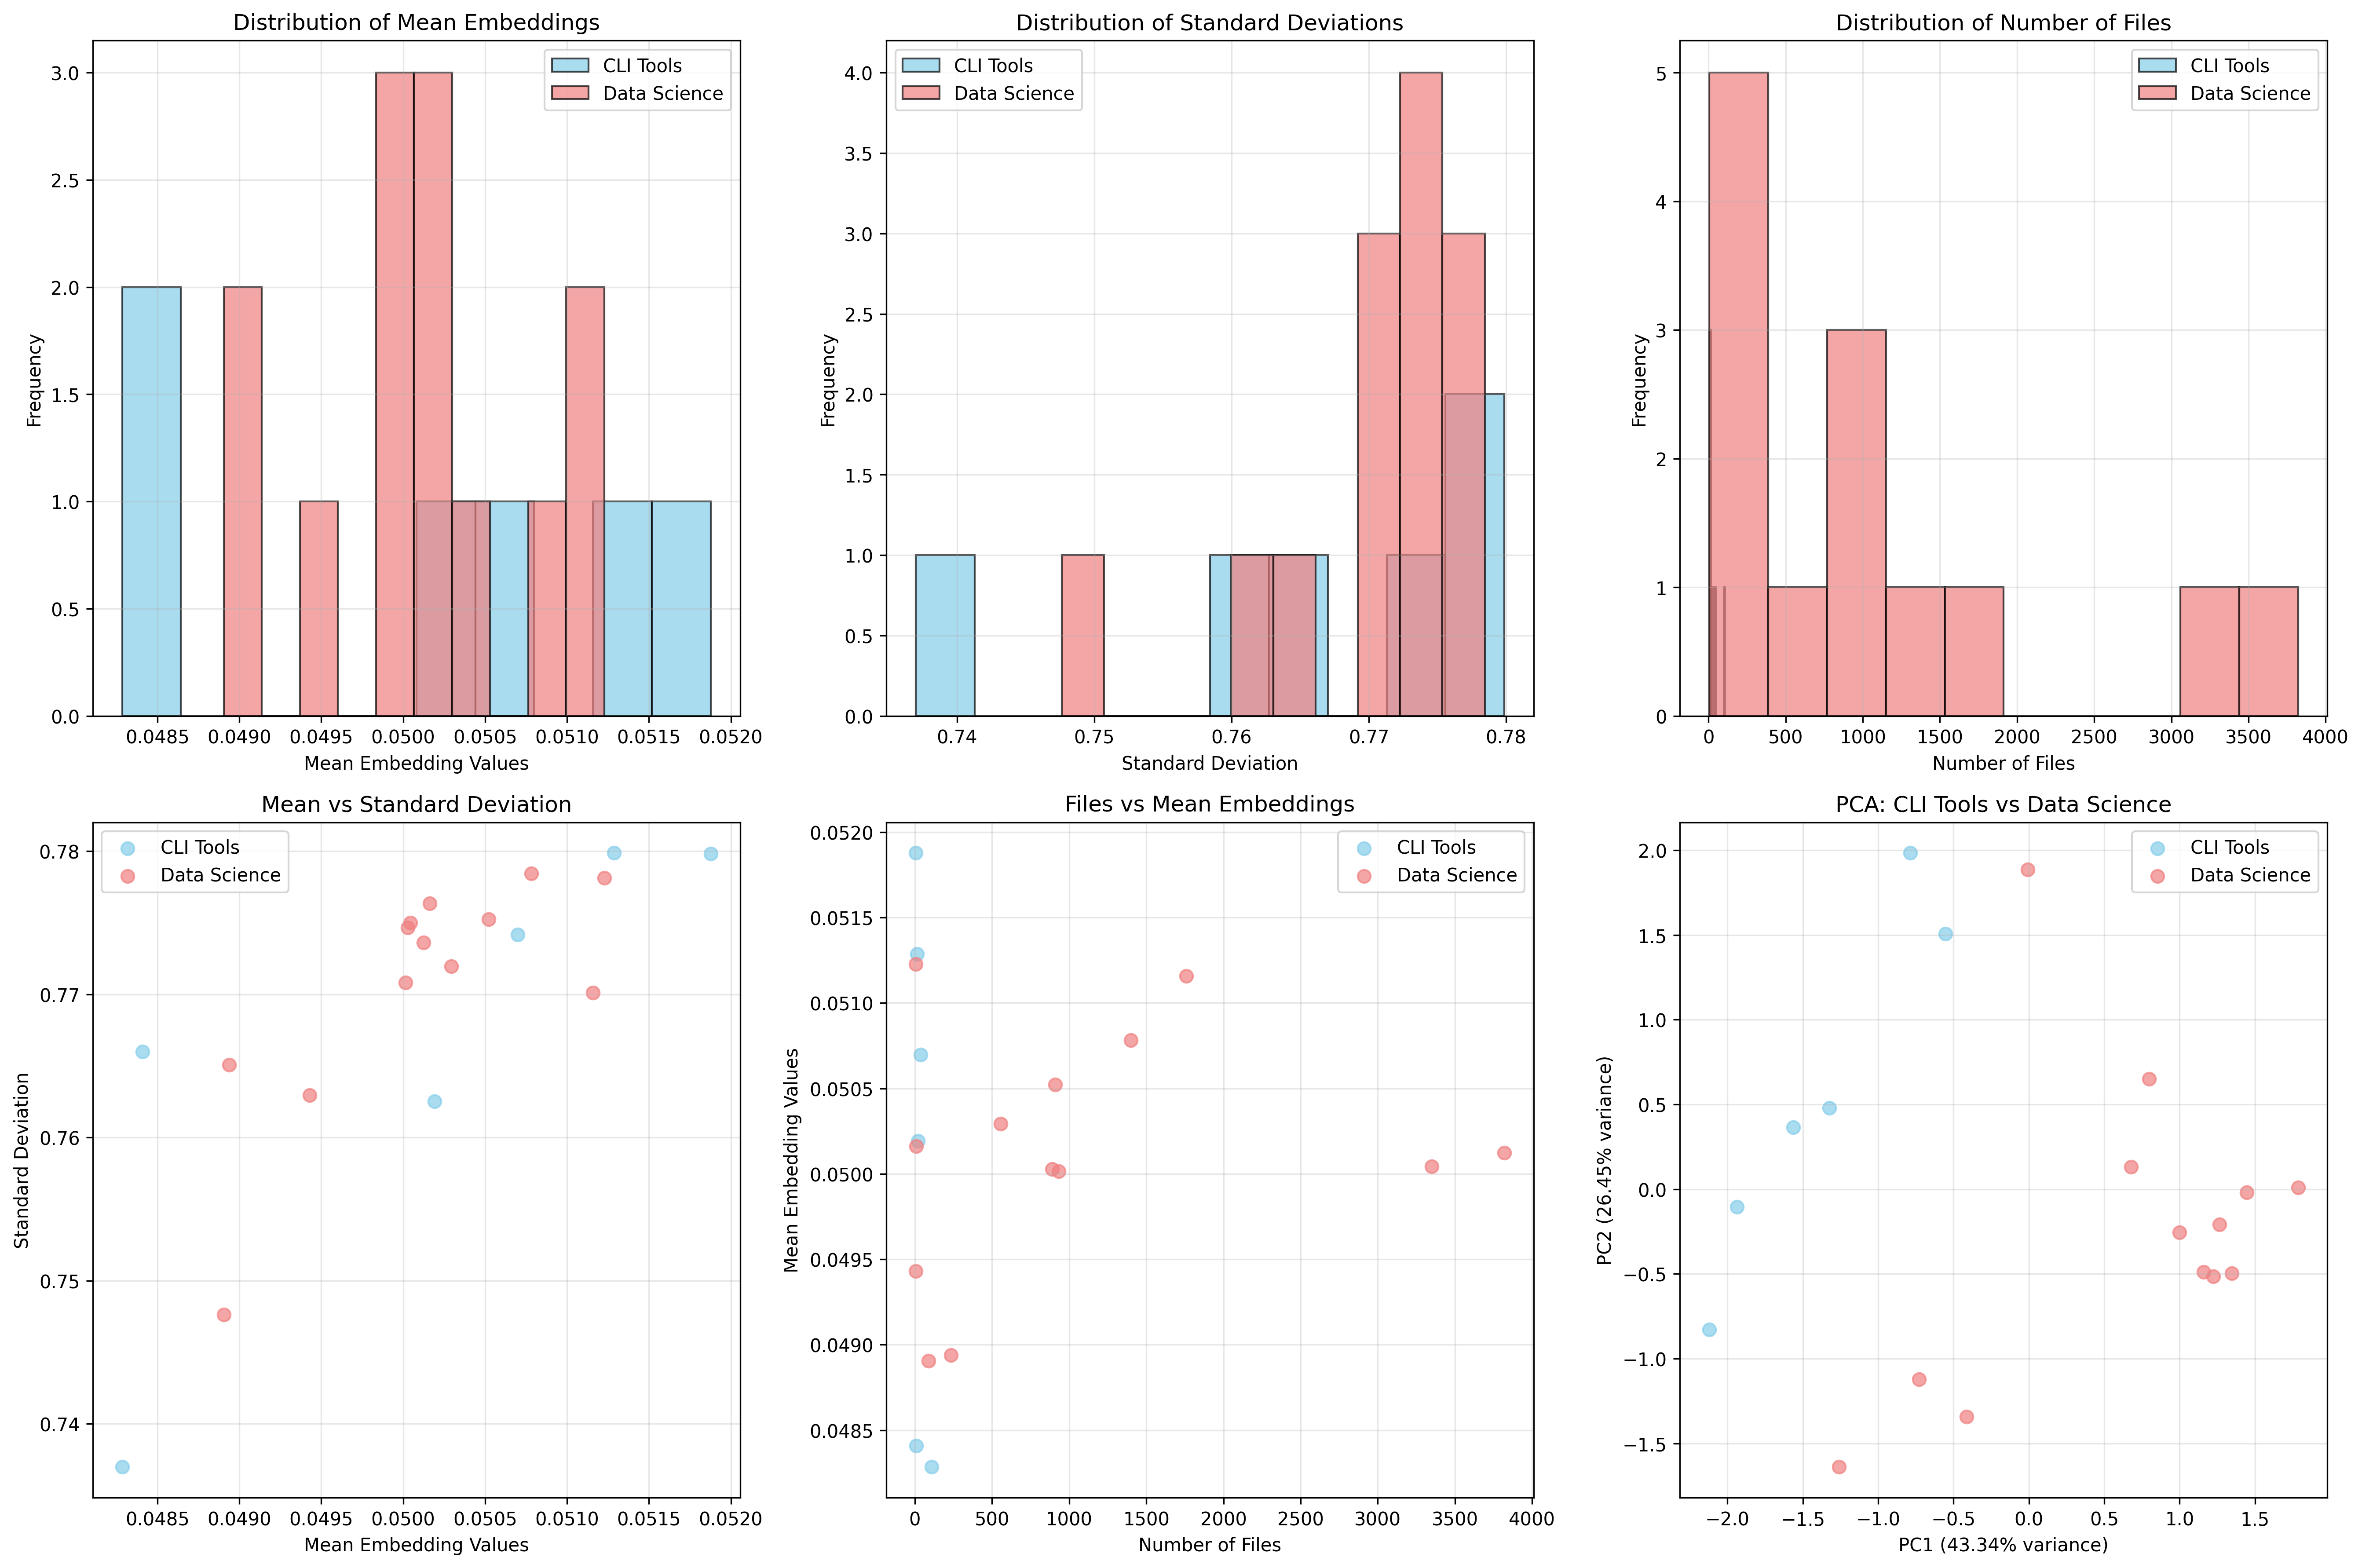 Distribution of Mean Embeddings
CLI Tools
Data Science
Frequency
3.0
2.5
2.0
1.5
1.0
0.5
0.0
0.0485 0.0490 0.0495 0.0500 0.0505 0.0510 0.0515 0.0520
Mean Embedding Values
Distribution of Standard Deviations
CLI Tools
Data Science
Frequency
4.0
3.5
3.0
2.5
2.0
1.5
1.0
0.5
0.0
0.74 0.75 0.76 0.77 0.78
Standard Deviation
Distribution of Number of Files
CLI Tools
Data Science
Frequency
5
4
3
2
1
0
0 500 1000 1500 2000 2500 3000 3500 4000
Number of Files
Mean vs Standard Deviation
CLI Tools
Data Science
Standard Deviation
0.78
0.77
0.76
0.75
0.74
0.0485 0.0490 0.0495 0.0500 0.0505 0.0510 0.0515 0.0520
Mean Embedding Values
Files vs Mean Embeddings
CLI Tools
Data Science
Mean Embedding Values
0.0520
0.0515
0.0510
0.0505
0.0500
0.0495
0.0490
0.0485
0 500 1000 1500 2000 2500 3000 3500 4000
Number of Files
PCA: CLI Tools vs Data Science
CLI Tools
Data Science
PC2 (26.45% variance)
2.0
1.5
1.0
0.5
0.0
−0.5
−1.0
−1.5
−2.0 −1.5 −1.0 −0.5 0.0 0.5 1.0 1.5
PC1 (43.34% variance)